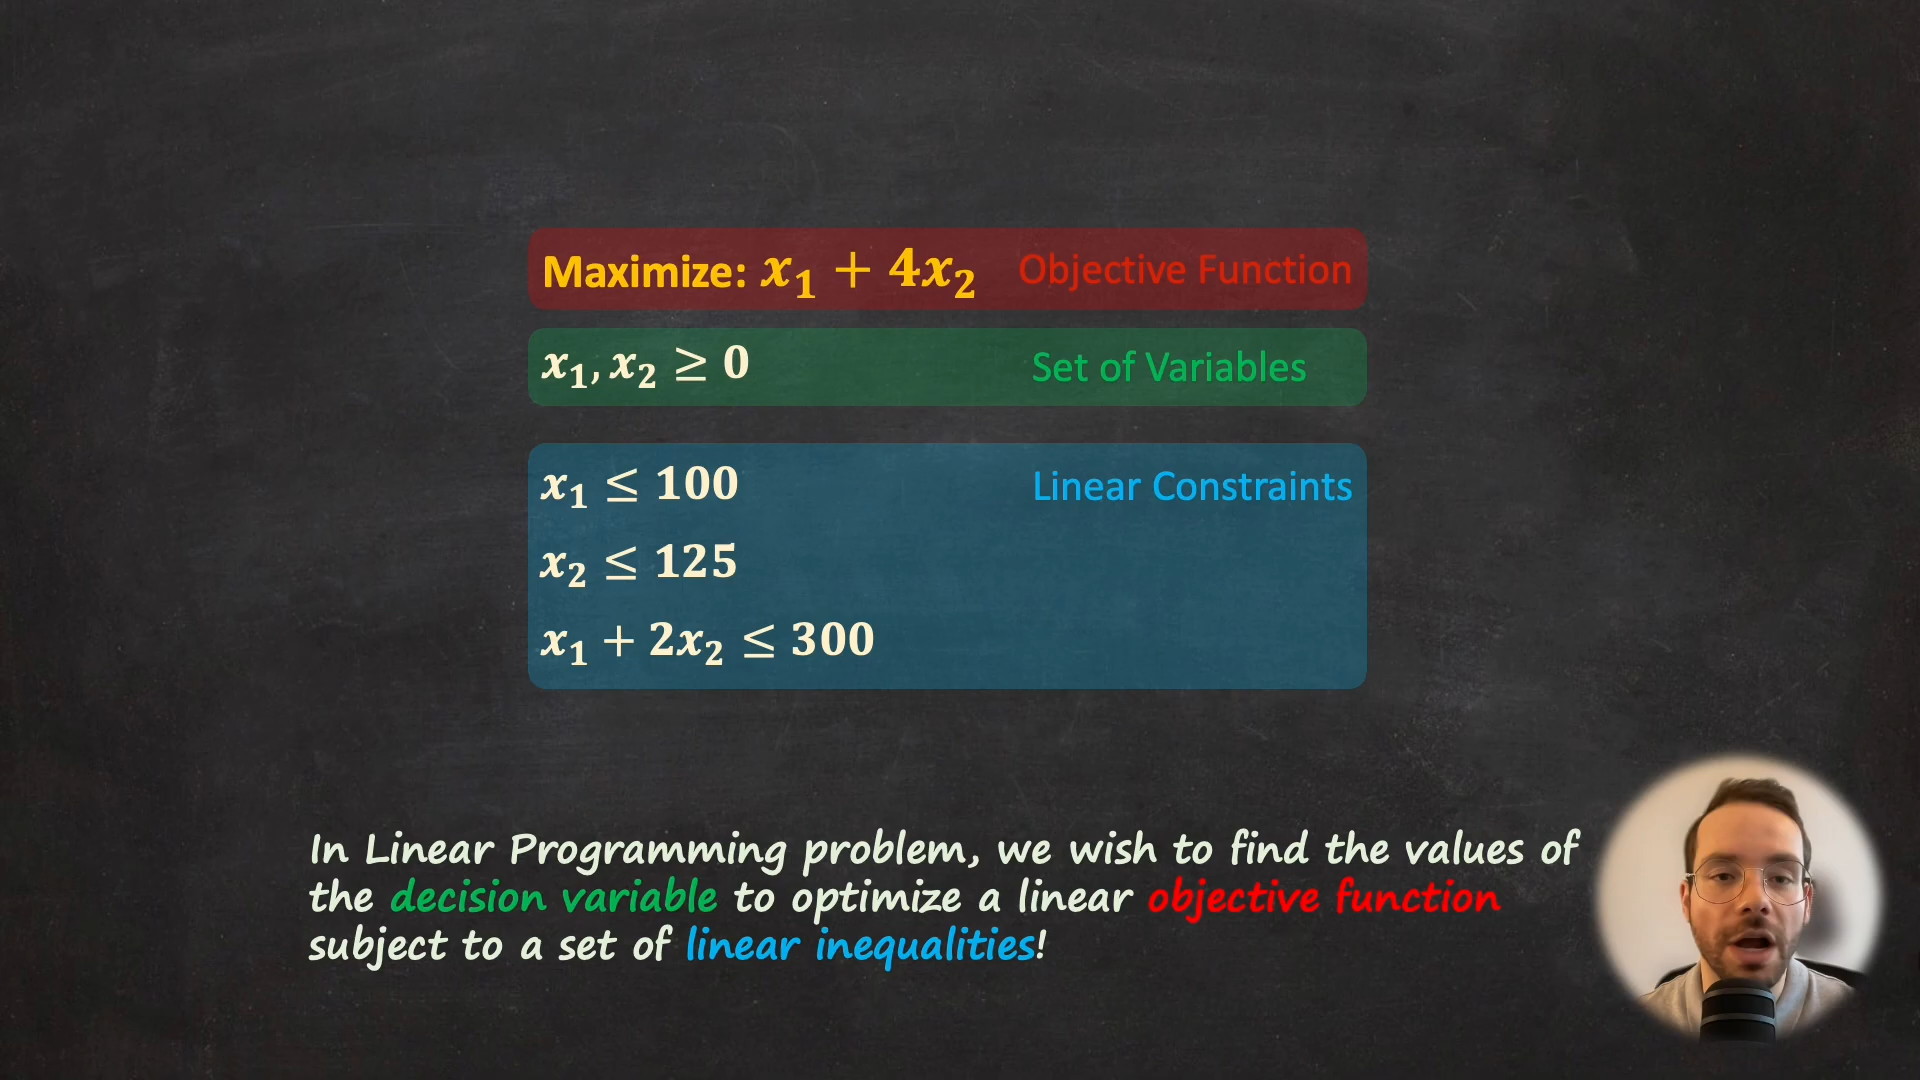 Maximize: x₁ + 4x₂ Objective Function
x₁, x₂ ≥ 0 Set of Variables
x₁ ≤ 100 Linear Constraints
x₂ ≤ 125
x₁ + 2x₂ ≤ 300
In Linear Programming problem, we wish to find the values of
the decision variable to optimize a linear objective function
subject to a set of linear inequalities!